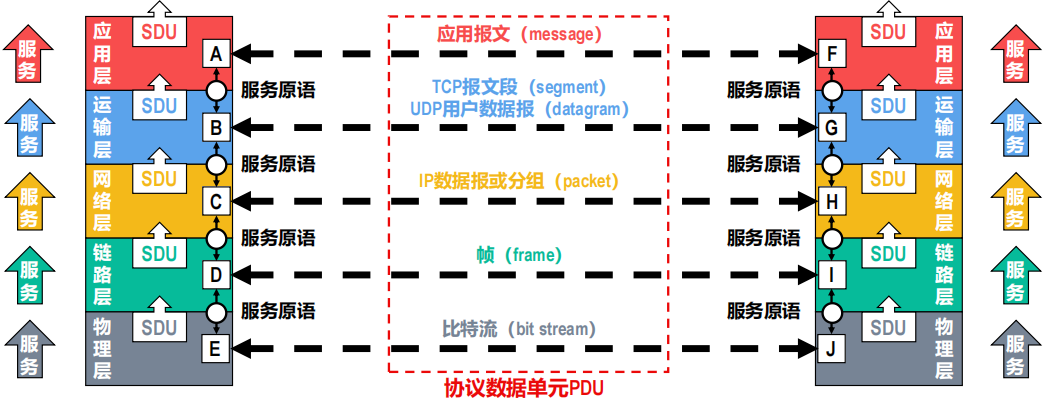 服务
应用层
SDU
A
应用报文（message）
F
SDU
应用层
服务
服务原语
TCP报文段（segment）
UDP用户数据报（datagram）
服务原语
服务
运输层
SDU
B
G
SDU
运输层
服务
服务原语
服务原语
服务
网络层
SDU
C
IP数据报或分组（packet）
H
SDU
网络层
服务
服务原语
服务原语
服务
链路层
SDU
D
帧（frame）
I
SDU
链路层
服务
服务原语
服务原语
服务
物理层
SDU
E
比特流（bit stream）
J
SDU
物理层
服务
协议数据单元PDU